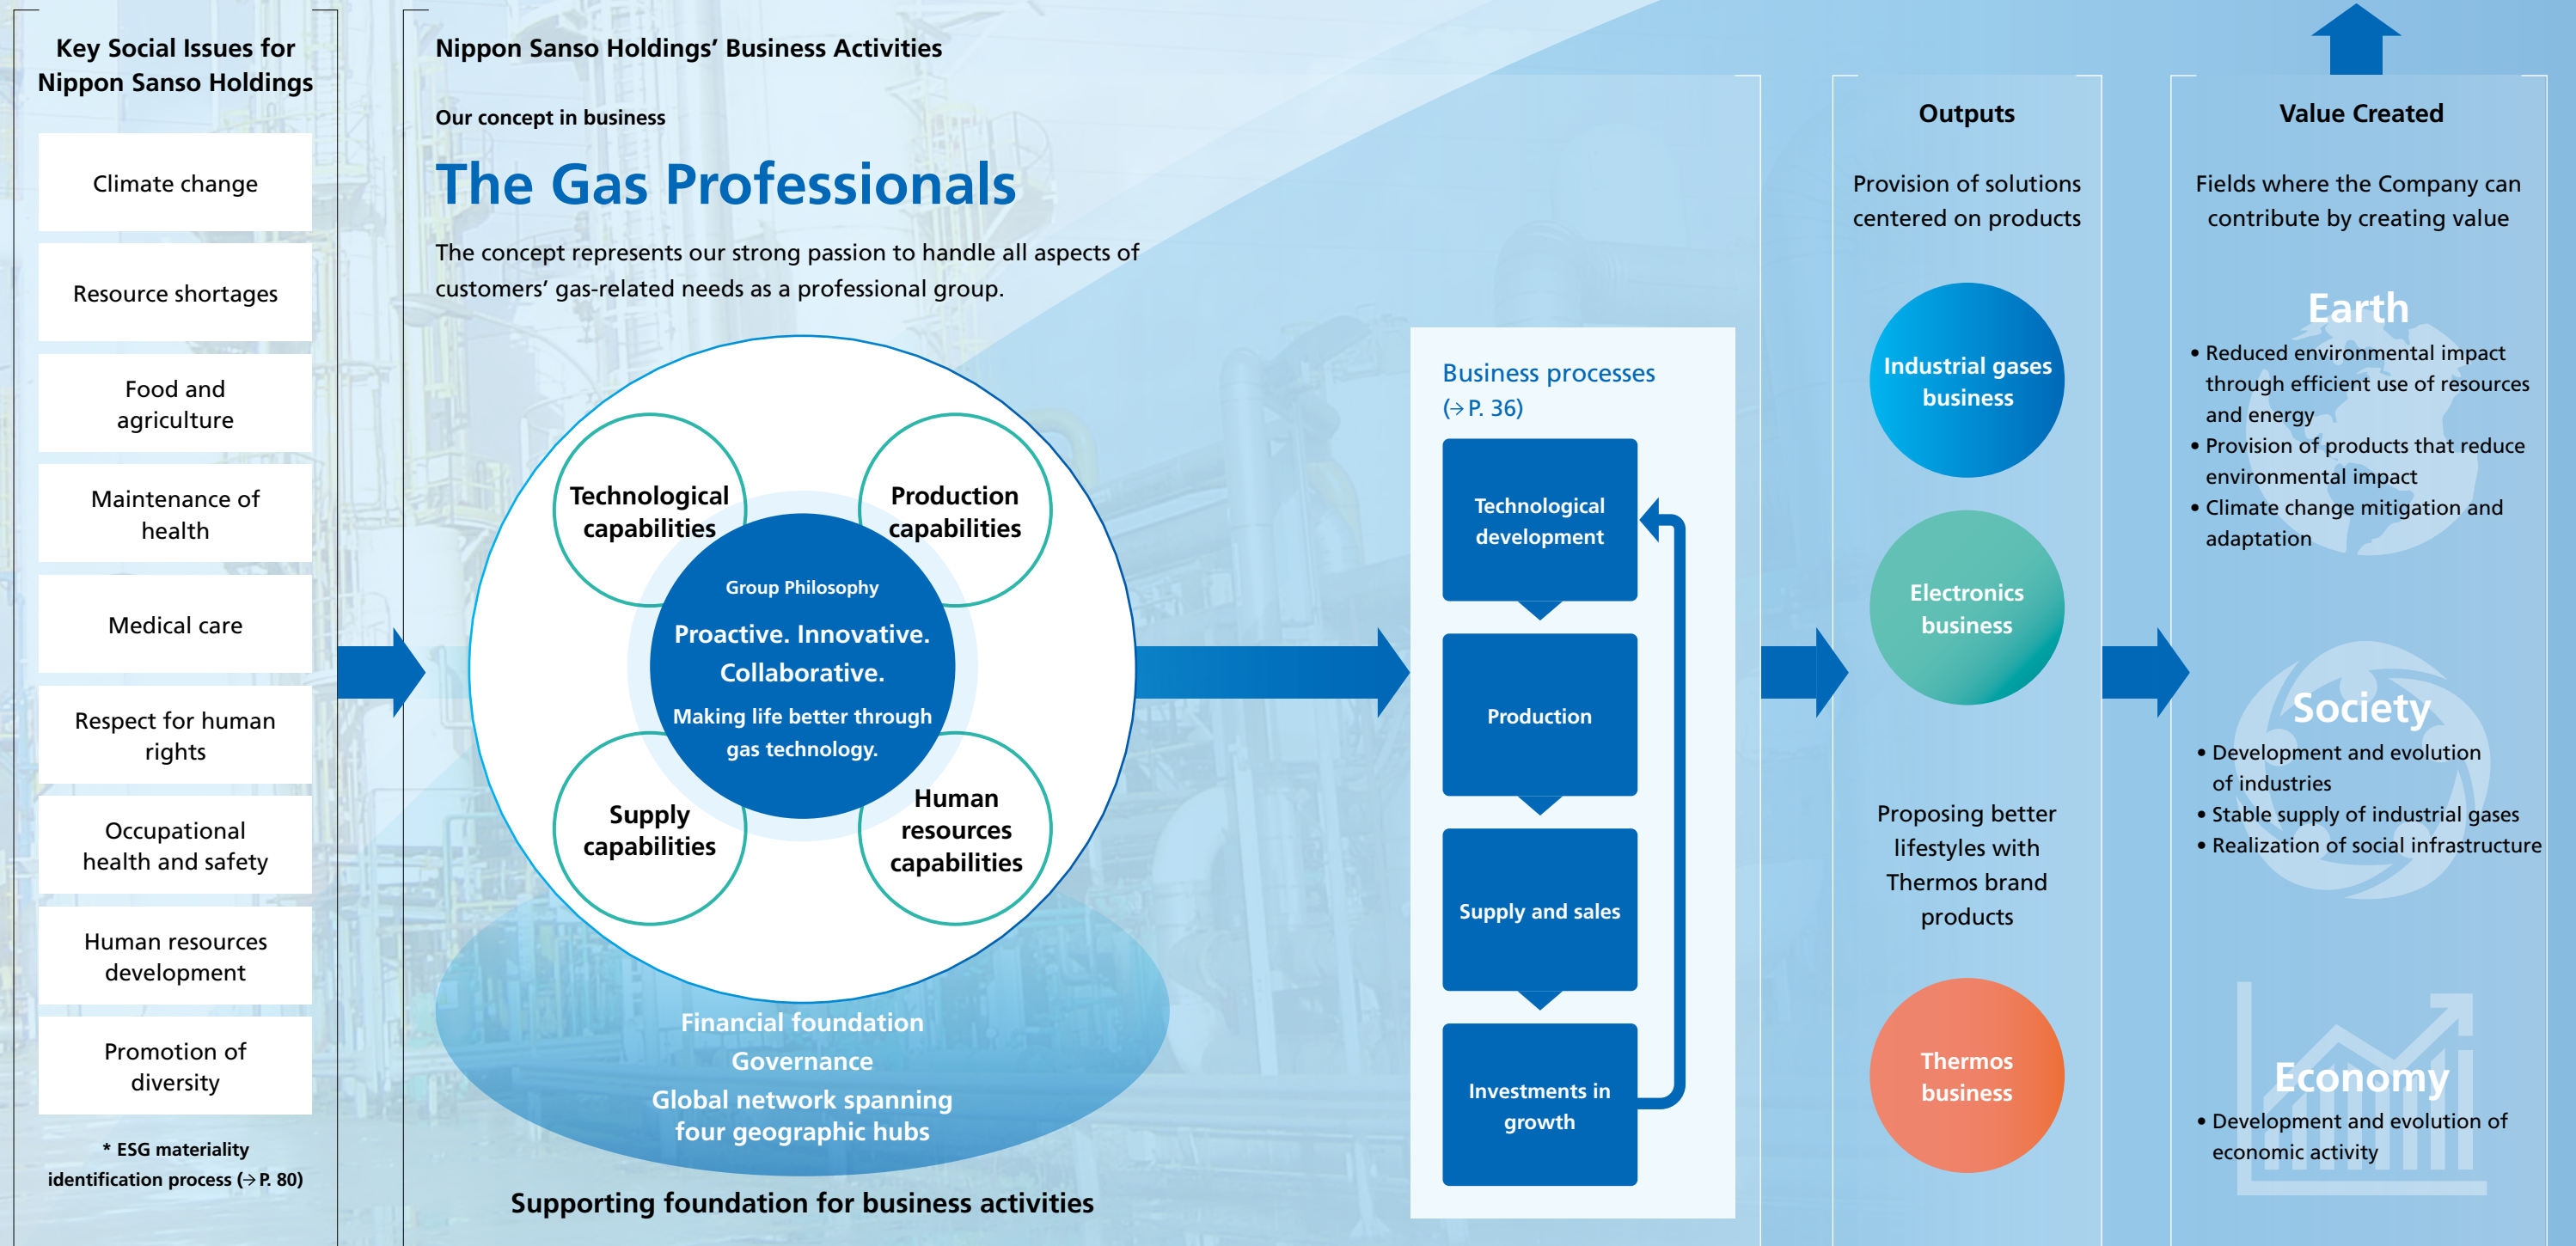 Key Social Issues for
Nippon Sanso Holdings
Climate change
Resource shortages
Food and
agriculture
Maintenance of
health
Medical care
Respect for human
rights
Occupational
health and safety
Human resources
development
Promotion of
diversity
* ESG materiality
identification process (→ P. 80)
Nippon Sanso Holdings’ Business Activities
Our concept in business
The Gas Professionals
The concept represents our strong passion to handle all aspects of
customers’ gas-related needs as a professional group.
Technological
capabilities
Production
capabilities
Group Philosophy
Proactive. Innovative.
Collaborative.
Making life better through
gas technology.
Supply
capabilities
Human
resources
capabilities
Financial foundation
Governance
Global network spanning
four geographic hubs
Supporting foundation for business activities
Business processes
(→ P. 36)
Technological
development
Production
Supply and sales
Investments in
growth
Outputs
Provision of solutions
centered on products
Industrial gases
business
Electronics
business
Proposing better
lifestyles with
Thermos brand
products
Thermos
business
Value Created
Fields where the Company can
contribute by creating value
Earth
• Reduced environmental impact
through efficient use of resources
and energy
• Provision of products that reduce
environmental impact
• Climate change mitigation and
adaptation
Society
• Development and evolution
of industries
• Stable supply of industrial gases
• Realization of social infrastructure
Economy
• Development and evolution of
economic activity